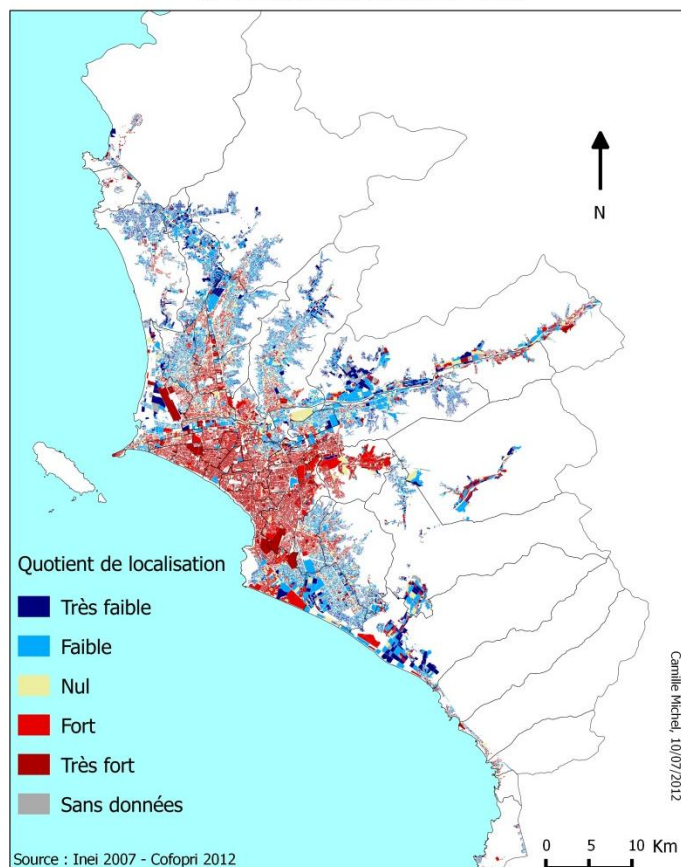 N
Quotient de localisation
Très faible
Faible
Nul
Fort
Très fort
Sans données
Camille Michel, 10/07/2012
Source : Inei 2007 - Cofopri 2012
0 5 10 Km